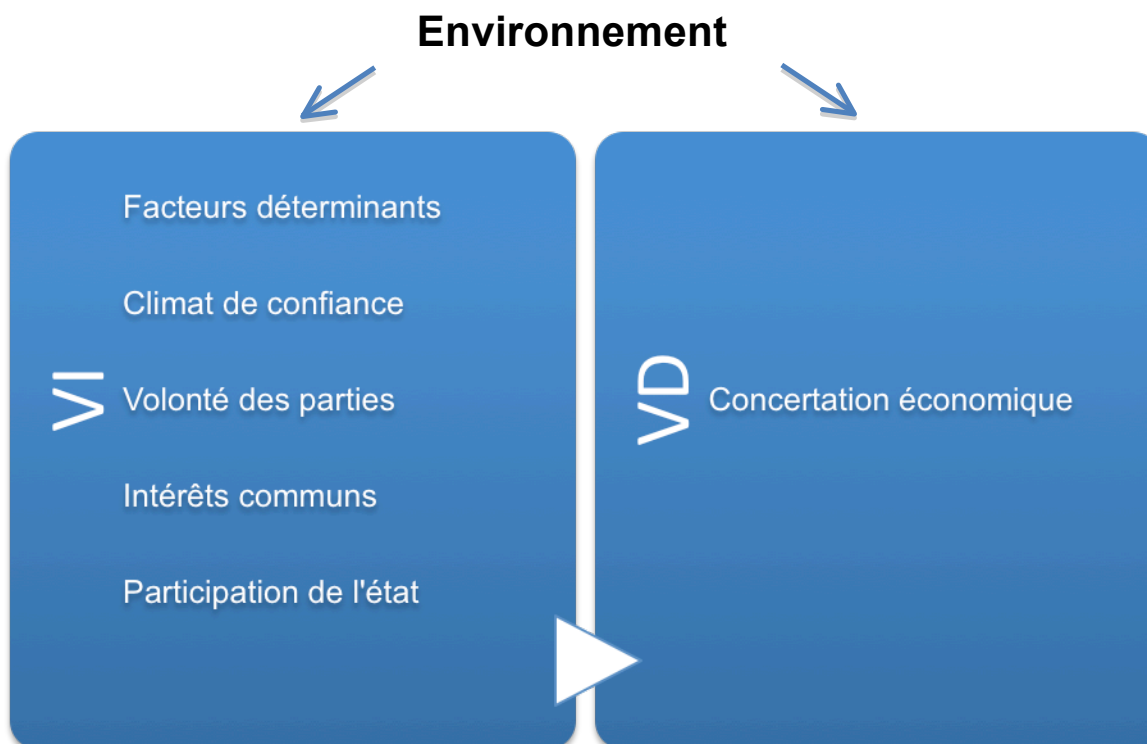 Environnement
VI
Facteurs déterminants
Climat de confiance
Volonté des parties
Intérêts communs
Participation de l'état
VD
Concertation économique